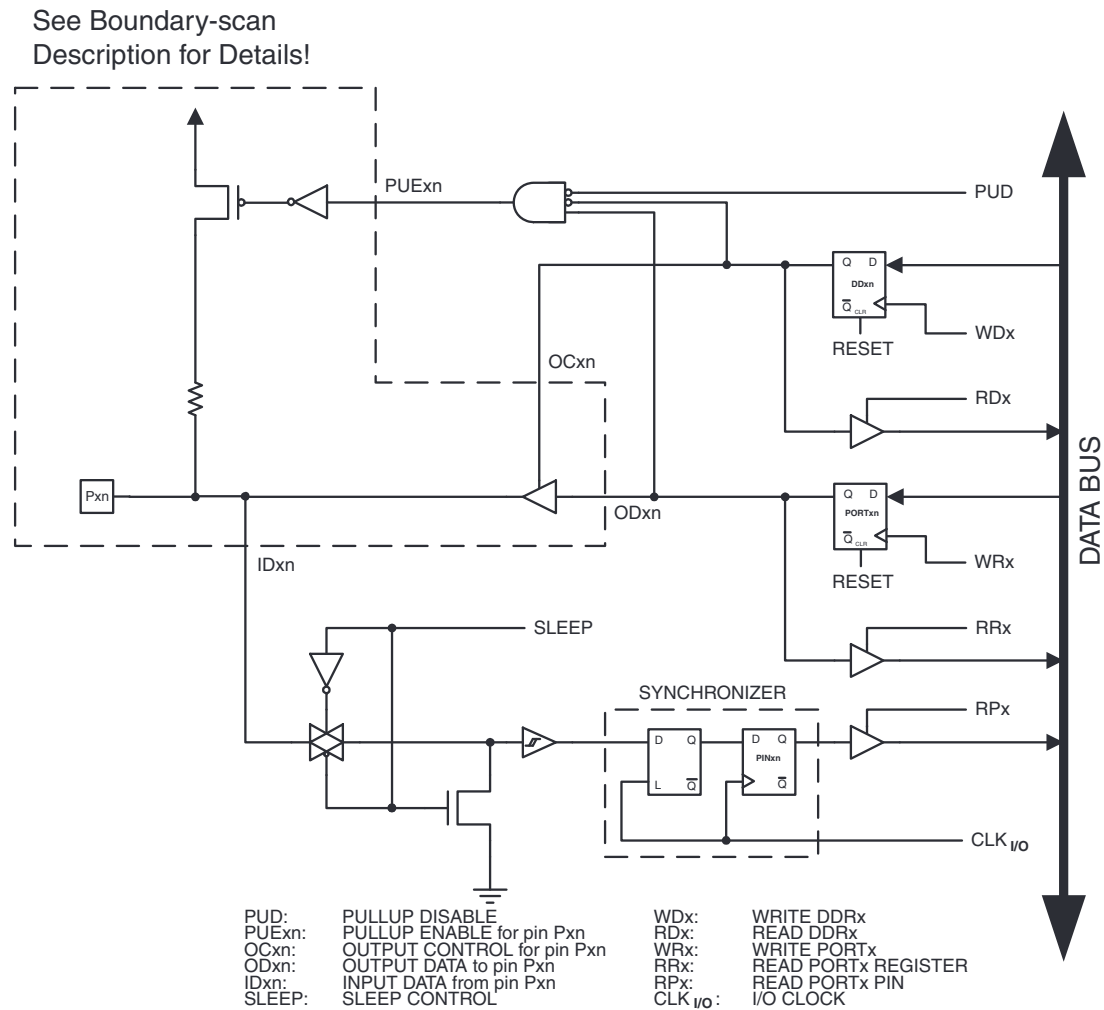 See Boundary-scan
Description for Details!
PUExn
PUD
Q D
DDxn
Q
CLR
WDx
RESET
OCxn
RDx
Pxn
ODxn
Q D
PORTxn
Q
CLR
WRx
RESET
IDxn
SLEEP
RRx
SYNCHRONIZER
RPx
D Q
L Q
D Q
PINxn
Q
CLK I/O
DATA BUS
PUD: PULLUP DISABLE
PUExn: PULLUP ENABLE for pin Pxn
OCxn: OUTPUT CONTROL for pin Pxn
ODxn: OUTPUT DATA to pin Pxn
IDxn: INPUT DATA from pin Pxn
SLEEP: SLEEP CONTROL
WDx: WRITE DDRx
RDx: READ DDRx
WRx: WRITE PORTx
RRx: READ PORTx REGISTER
RPx: READ PORTx PIN
CLK I/O : I/O CLOCK